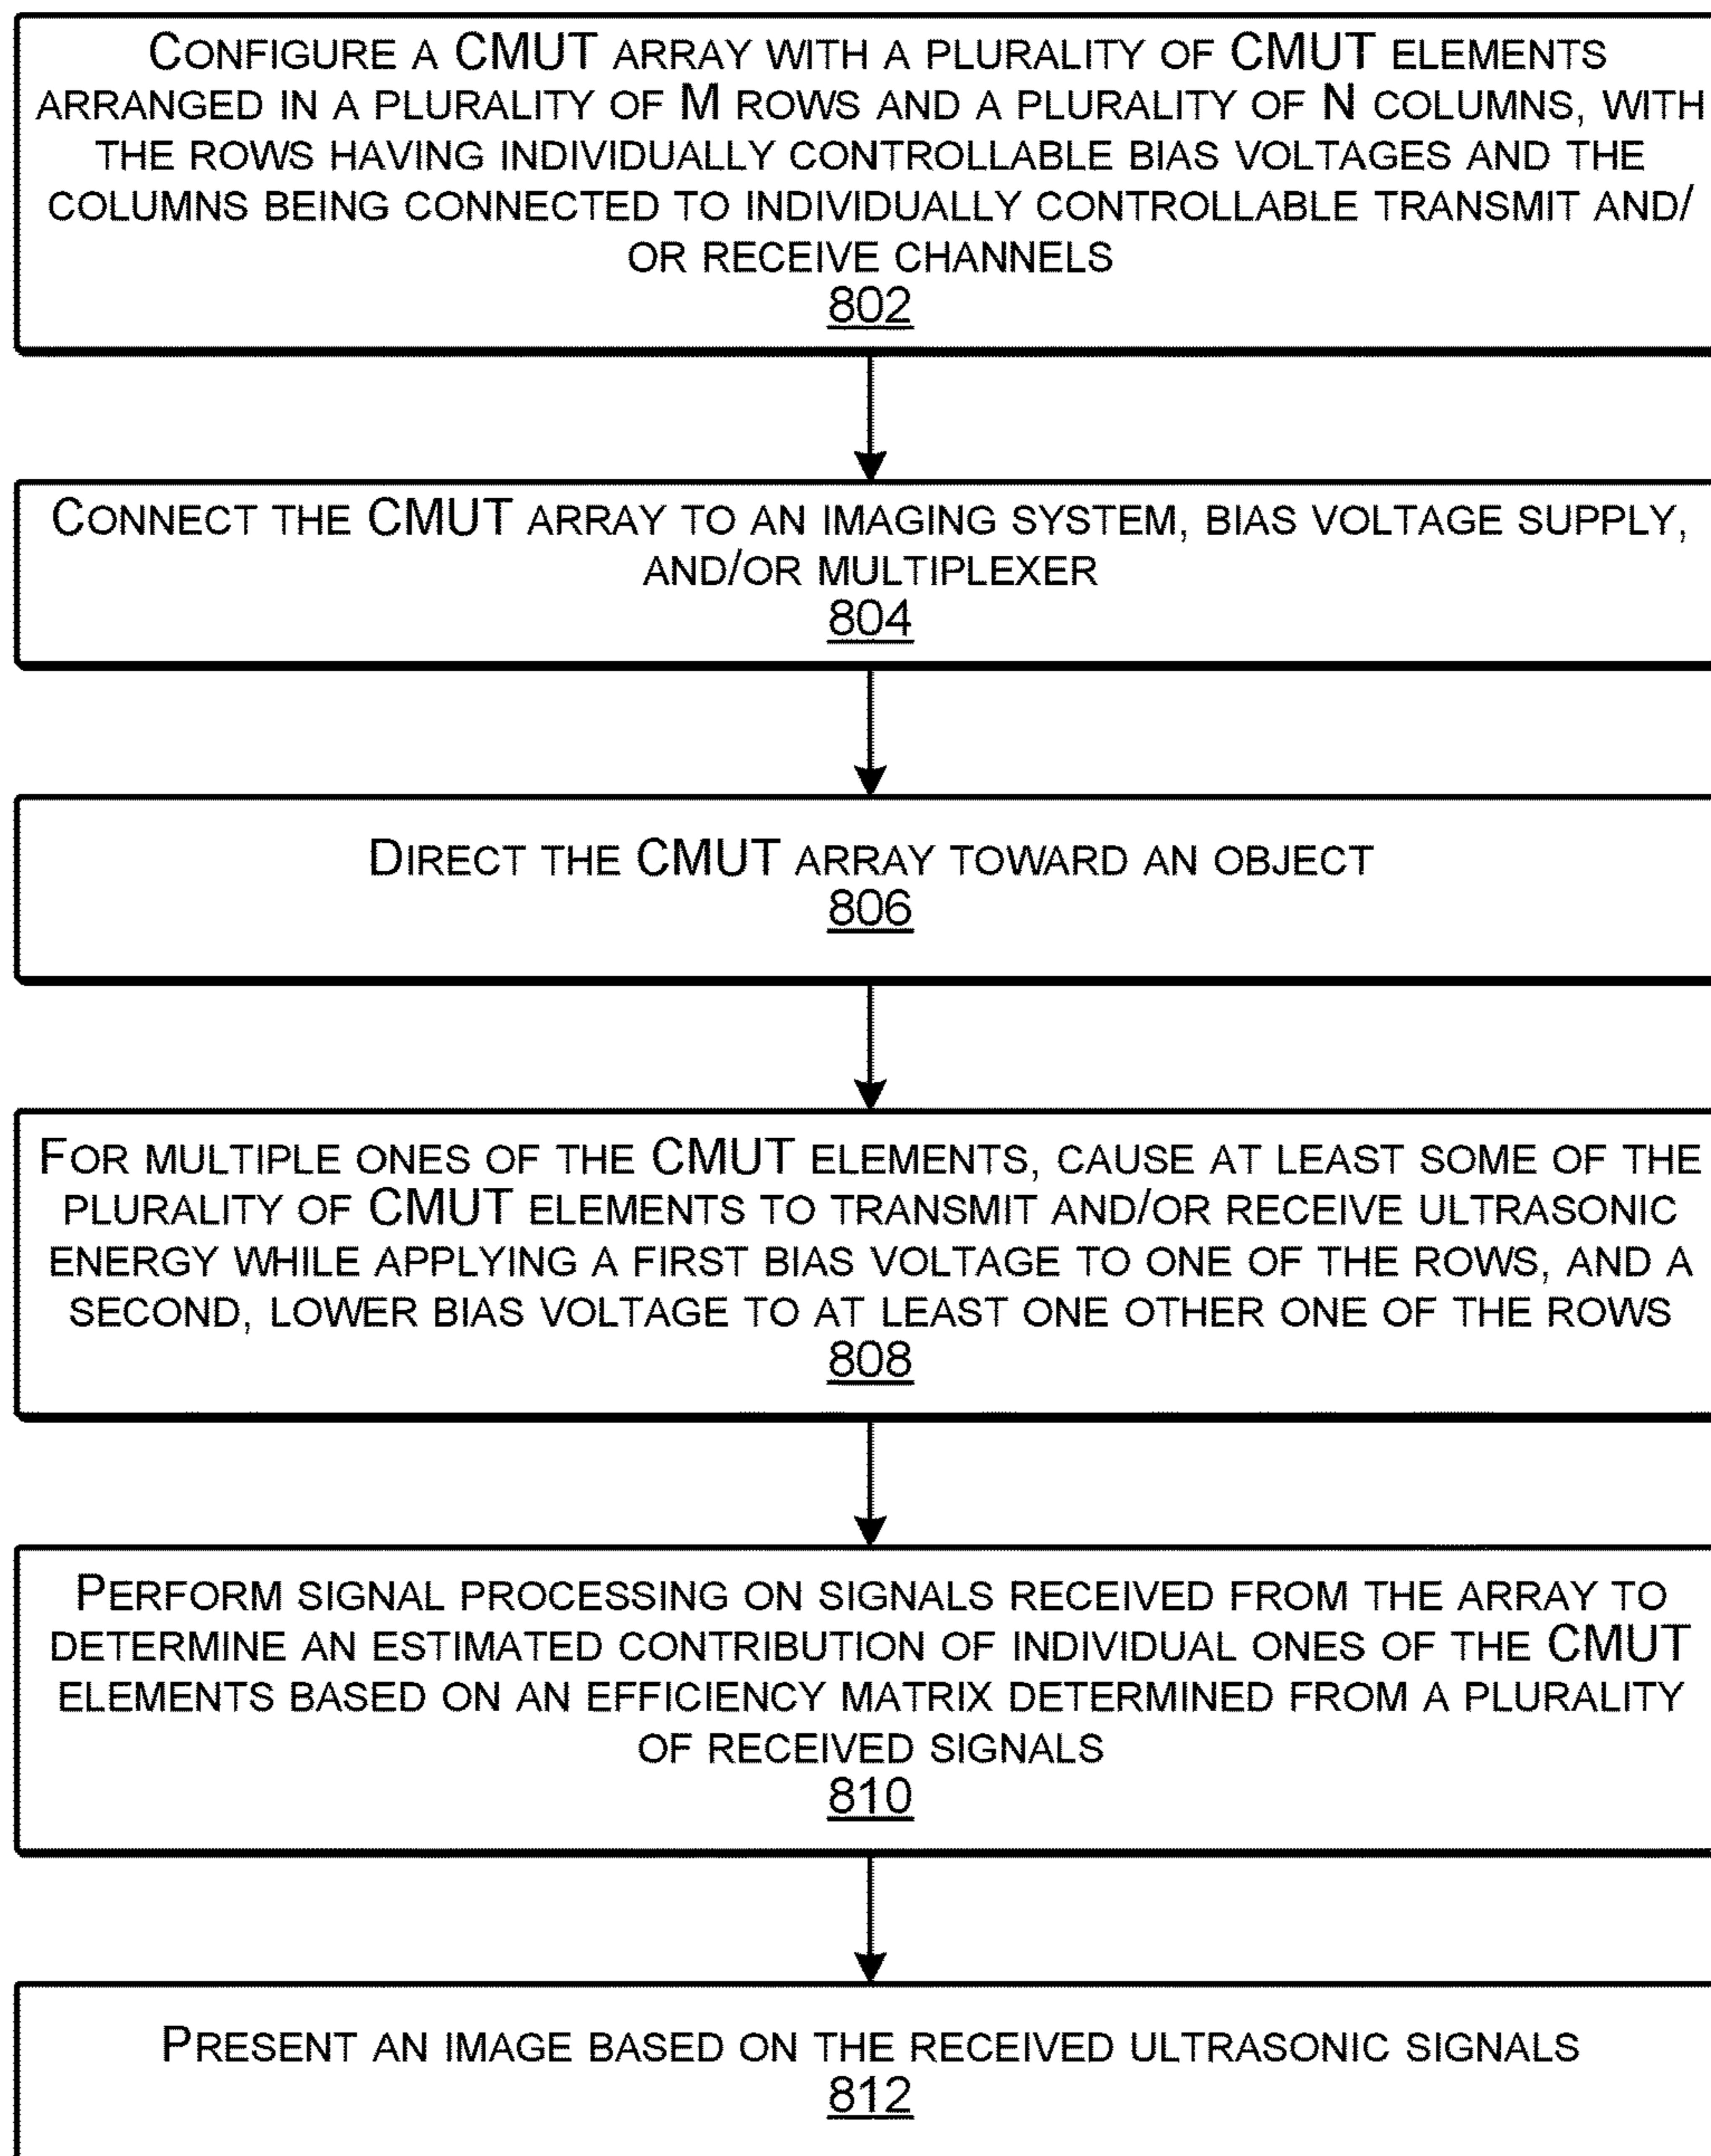 CONFIGURE A CMUT ARRAY WITH A PLURALITY OF CMUT ELEMENTS
ARRANGED IN A PLURALITY OF M ROWS AND A PLURALITY OF N COLUMNS, WITH
THE ROWS HAVING INDIVIDUALLY CONTROLLABLE BIAS VOLTAGES AND THE
COLUMNS BEING CONNECTED TO INDIVIDUALLY CONTROLLABLE TRANSMIT AND/
OR RECEIVE CHANNELS
802
CONNECT THE CMUT ARRAY TO AN IMAGING SYSTEM, BIAS VOLTAGE SUPPLY,
AND/OR MULTIPLEXER
804
DIRECT THE CMUT ARRAY TOWARD AN OBJECT
806
FOR MULTIPLE ONES OF THE CMUT ELEMENTS, CAUSE AT LEAST SOME OF THE
PLURALITY OF CMUT ELEMENTS TO TRANSMIT AND/OR RECEIVE ULTRASONIC
ENERGY WHILE APPLYING A FIRST BIAS VOLTAGE TO ONE OF THE ROWS, AND A
SECOND, LOWER BIAS VOLTAGE TO AT LEAST ONE OTHER ONE OF THE ROWS
808
PERFORM SIGNAL PROCESSING ON SIGNALS RECEIVED FROM THE ARRAY TO
DETERMINE AN ESTIMATED CONTRIBUTION OF INDIVIDUAL ONES OF THE CMUT
ELEMENTS BASED ON AN EFFICIENCY MATRIX DETERMINED FROM A PLURALITY
OF RECEIVED SIGNALS
810
PRESENT AN IMAGE BASED ON THE RECEIVED ULTRASONIC SIGNALS
812